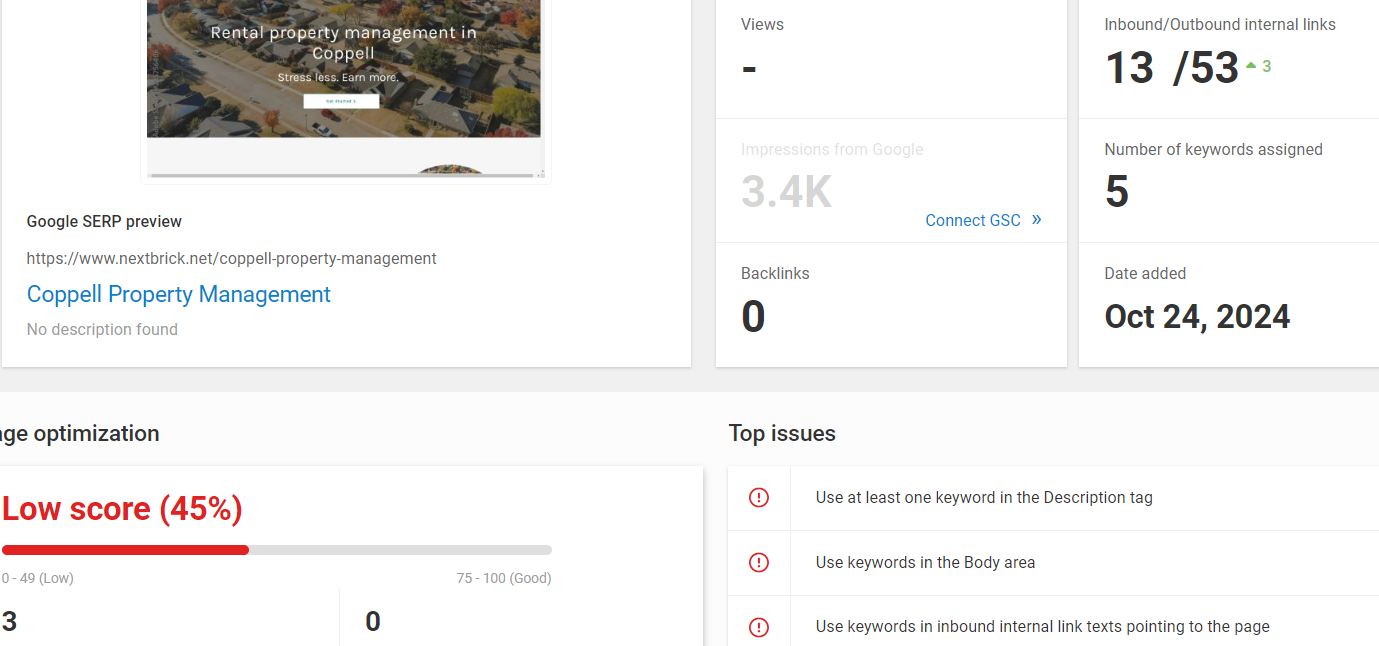 Rental property management in
Coppell
Stress less. Earn more.
Get Started
Google SERP preview
https://www.nextbrick.net/coppell-property-management
Coppell Property Management
No description found
Views
-
Impressions from Google
3.4K
Connect GSC »
Backlinks
0
Inbound/Outbound internal links
13 /53 3
Number of keywords assigned
5
Date added
Oct 24, 2024
ge optimization
Low score (45%)
0 - 49 (Low)
75 - 100 (Good)
3
0
Top issues
Use at least one keyword in the Description tag
Use keywords in the Body area
Use keywords in inbound internal link texts pointing to the page